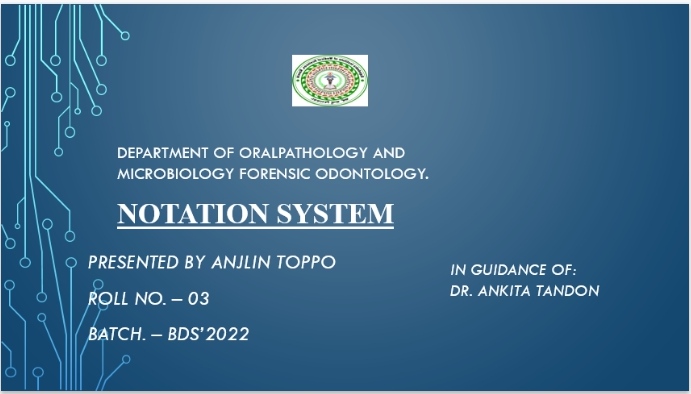 DEPARTMENT OF ORALPATHOLOGY AND
MICROBIOLOGY FORENSIC ODONTOLOGY.
NOTATION SYSTEM
PRESENTED BY ANJLIN TOPPO
ROLL NO. – 03
BATCH. – BDS'2022
IN GUIDANCE OF:
DR. ANKITA TANDON